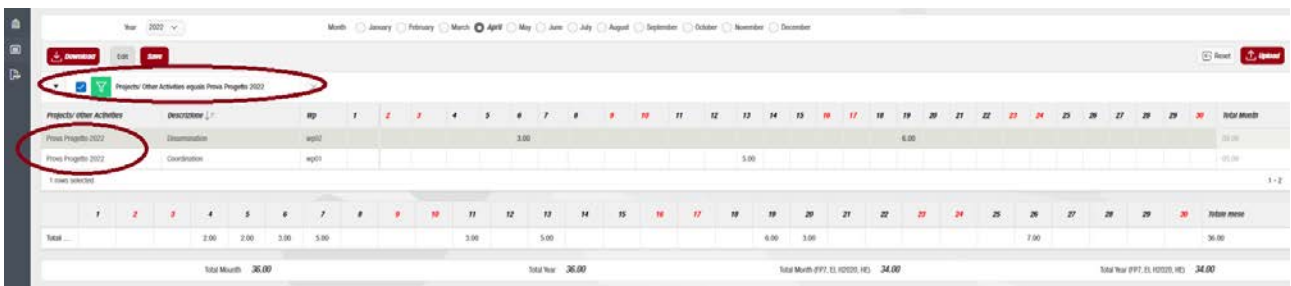 Year 2022 Month January February March April May June July August September October November December
Download Edit Save Reset Upload
Projects/ Other Activities equals Prova Progetto 2022
Projects/ Other Activities Descrizione Wp 1 2 3 4 5 6 7 8 9 10 11 12 13 14 15 16 17 18 19 20 21 22 23 24 25 26 27 28 29 30 Total Month
Prova Progetto 2022 Dissemination wp02 3.00 6.00
Prova Progetto 2022 Coordination wp01 5.00 05.00
1 rows selected 1 - 2
1 2 3 4 5 6 7 8 9 10 11 12 13 14 15 16 17 18 19 20 21 22 23 24 25 26 27 28 29 30 Totale mese
Total ... 2.00 2.00 3.00 5.00 3.00 5.00 6.00 3.00 7.00 36.00
Total Mounth 36.00 Total Year 36.00 Total Month (FP7, EI, H2020, HE) 34.00 Total Year (FP7, EI, H2020, HE) 34.00